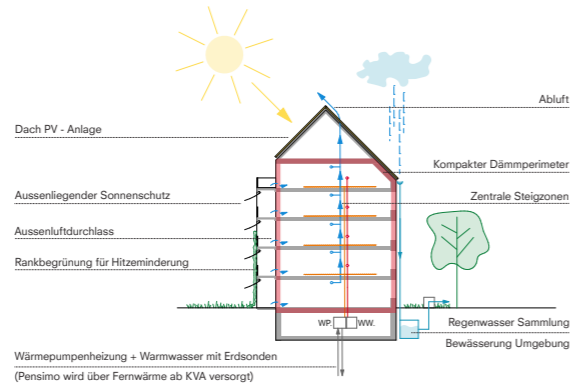 Abluft
Dach PV - Anlage
Kompakter Dämmperimeter
Aussenliegender Sonnenschutz
Zentrale Steigzonen
Aussenluftdurchlass
Rankbegrünung für Hitzeminderung
WP.
WW.
Regenwasser Sammlung
Bewässerung Umgebung
Wärmepumpenheizung + Warmwasser mit Erdsonden
(Pensimo wird über Fernwärme ab KVA versorgt)